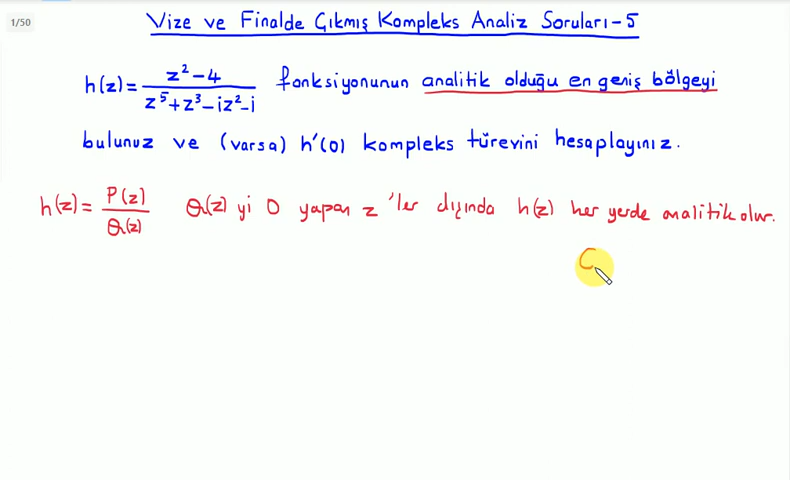 1/50
Vize ve Finalde Çıkmış Kompleks Analiz Soruları-5
h(z) = (z²-4)/(z⁵+z³-iz²-i) fonksiyonunun analitik olduğu en geniş bölgeyi
bulunuz ve (varsa) h'(0) kompleks türevini hesaplayınız.
h(z) = P(z)/Q(z) Q(z) yi 0 yapan z'ler dışında h(z) her yerde analitik olur.